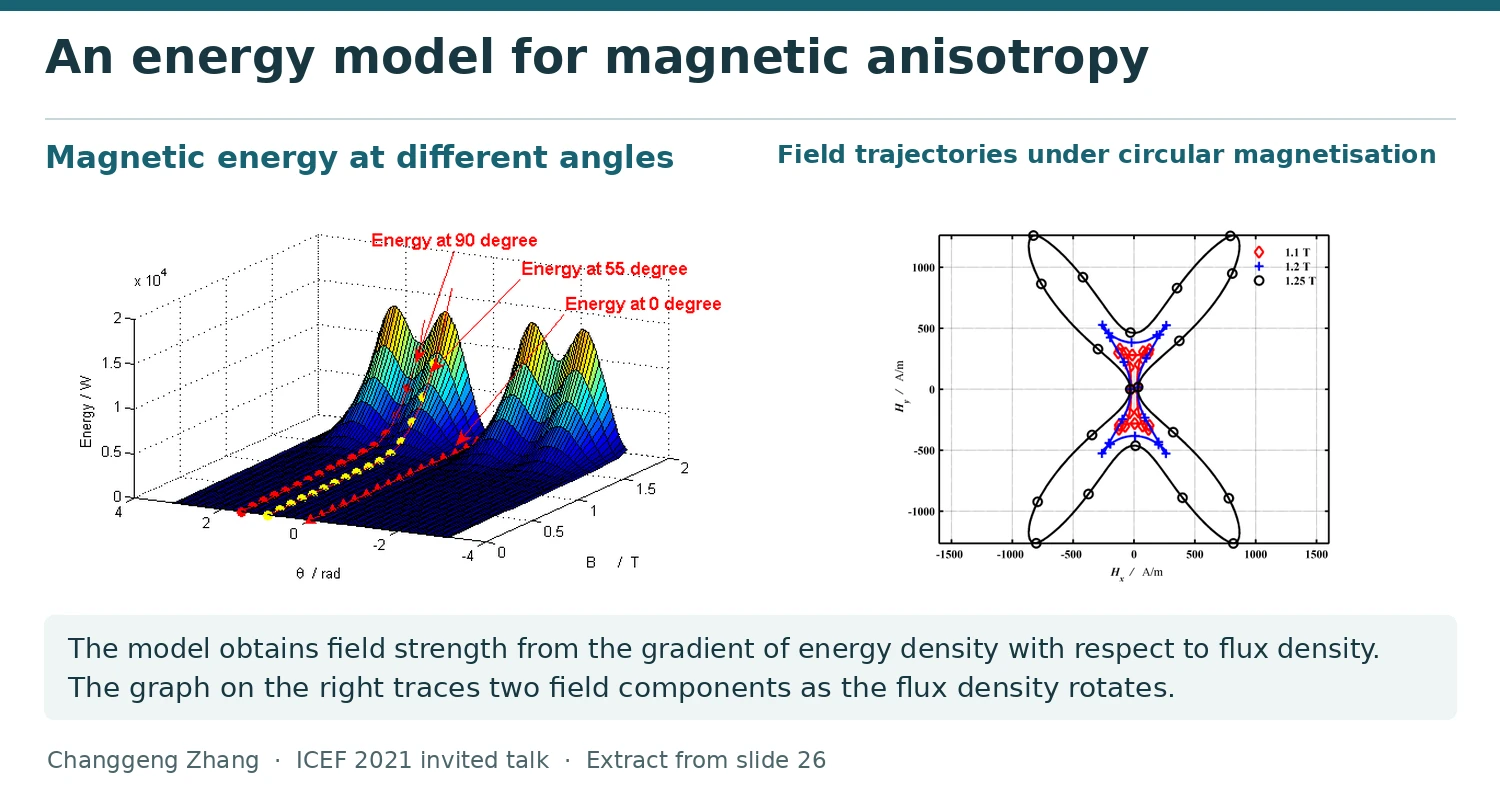 An energy model for magnetic anisotropy
Magnetic energy at different angles
Field trajectories under circular magnetisation
Energy at 90 degree
Energy at 55 degree
Energy at 0 degree
x 10^4
2
1.5
1
0.5
0
Energy / W
4
2
0
-2
-4
θ / rad
0
0.5
1
1.5
2
B / T
1.1 T
1.2 T
1.25 T
1000
500
0
-500
-1000
H_y / A/m
-1500
-1000
-500
0
500
1000
1500
H_x / A/m
The model obtains field strength from the gradient of energy density with respect to flux density.
The graph on the right traces two field components as the flux density rotates.
Changgeng Zhang · ICEF 2021 invited talk · Extract from slide 26